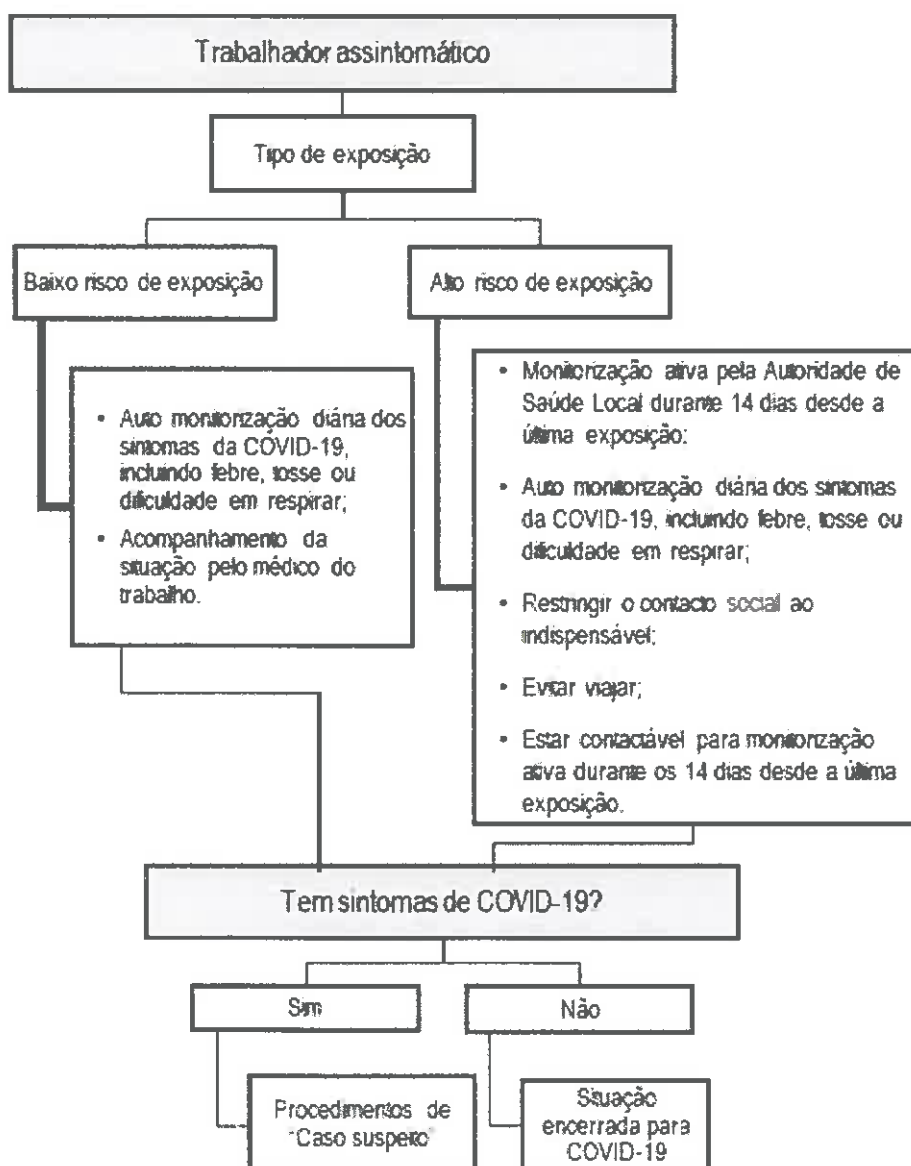 Trabalhador assintomático
Tipo de exposição
Baixo risco de exposição
Alto risco de exposição
• Auto monitorização diária dos
sintomas da COVID-19,
incluindo febre, tosse ou
dificuldade em respirar;
• Acompanhamento da
situação pelo médico do
trabalho.
• Monitorização ativa pela Autoridade de
Saúde Local durante 14 dias desde a
última exposição;
• Auto monitorização diária dos sintomas
da COVID-19, incluindo febre, tosse ou
dificuldade em respirar;
• Restringir o contacto social ao
indispensável;
• Evitar viajar;
• Estar contactável para monitorização
ativa durante os 14 dias desde a última
exposição.
Tem sintomas de COVID-19?
Sim
Não
Procedimentos de
"Caso suspeito"
Situação
encerrada para
COVID-19